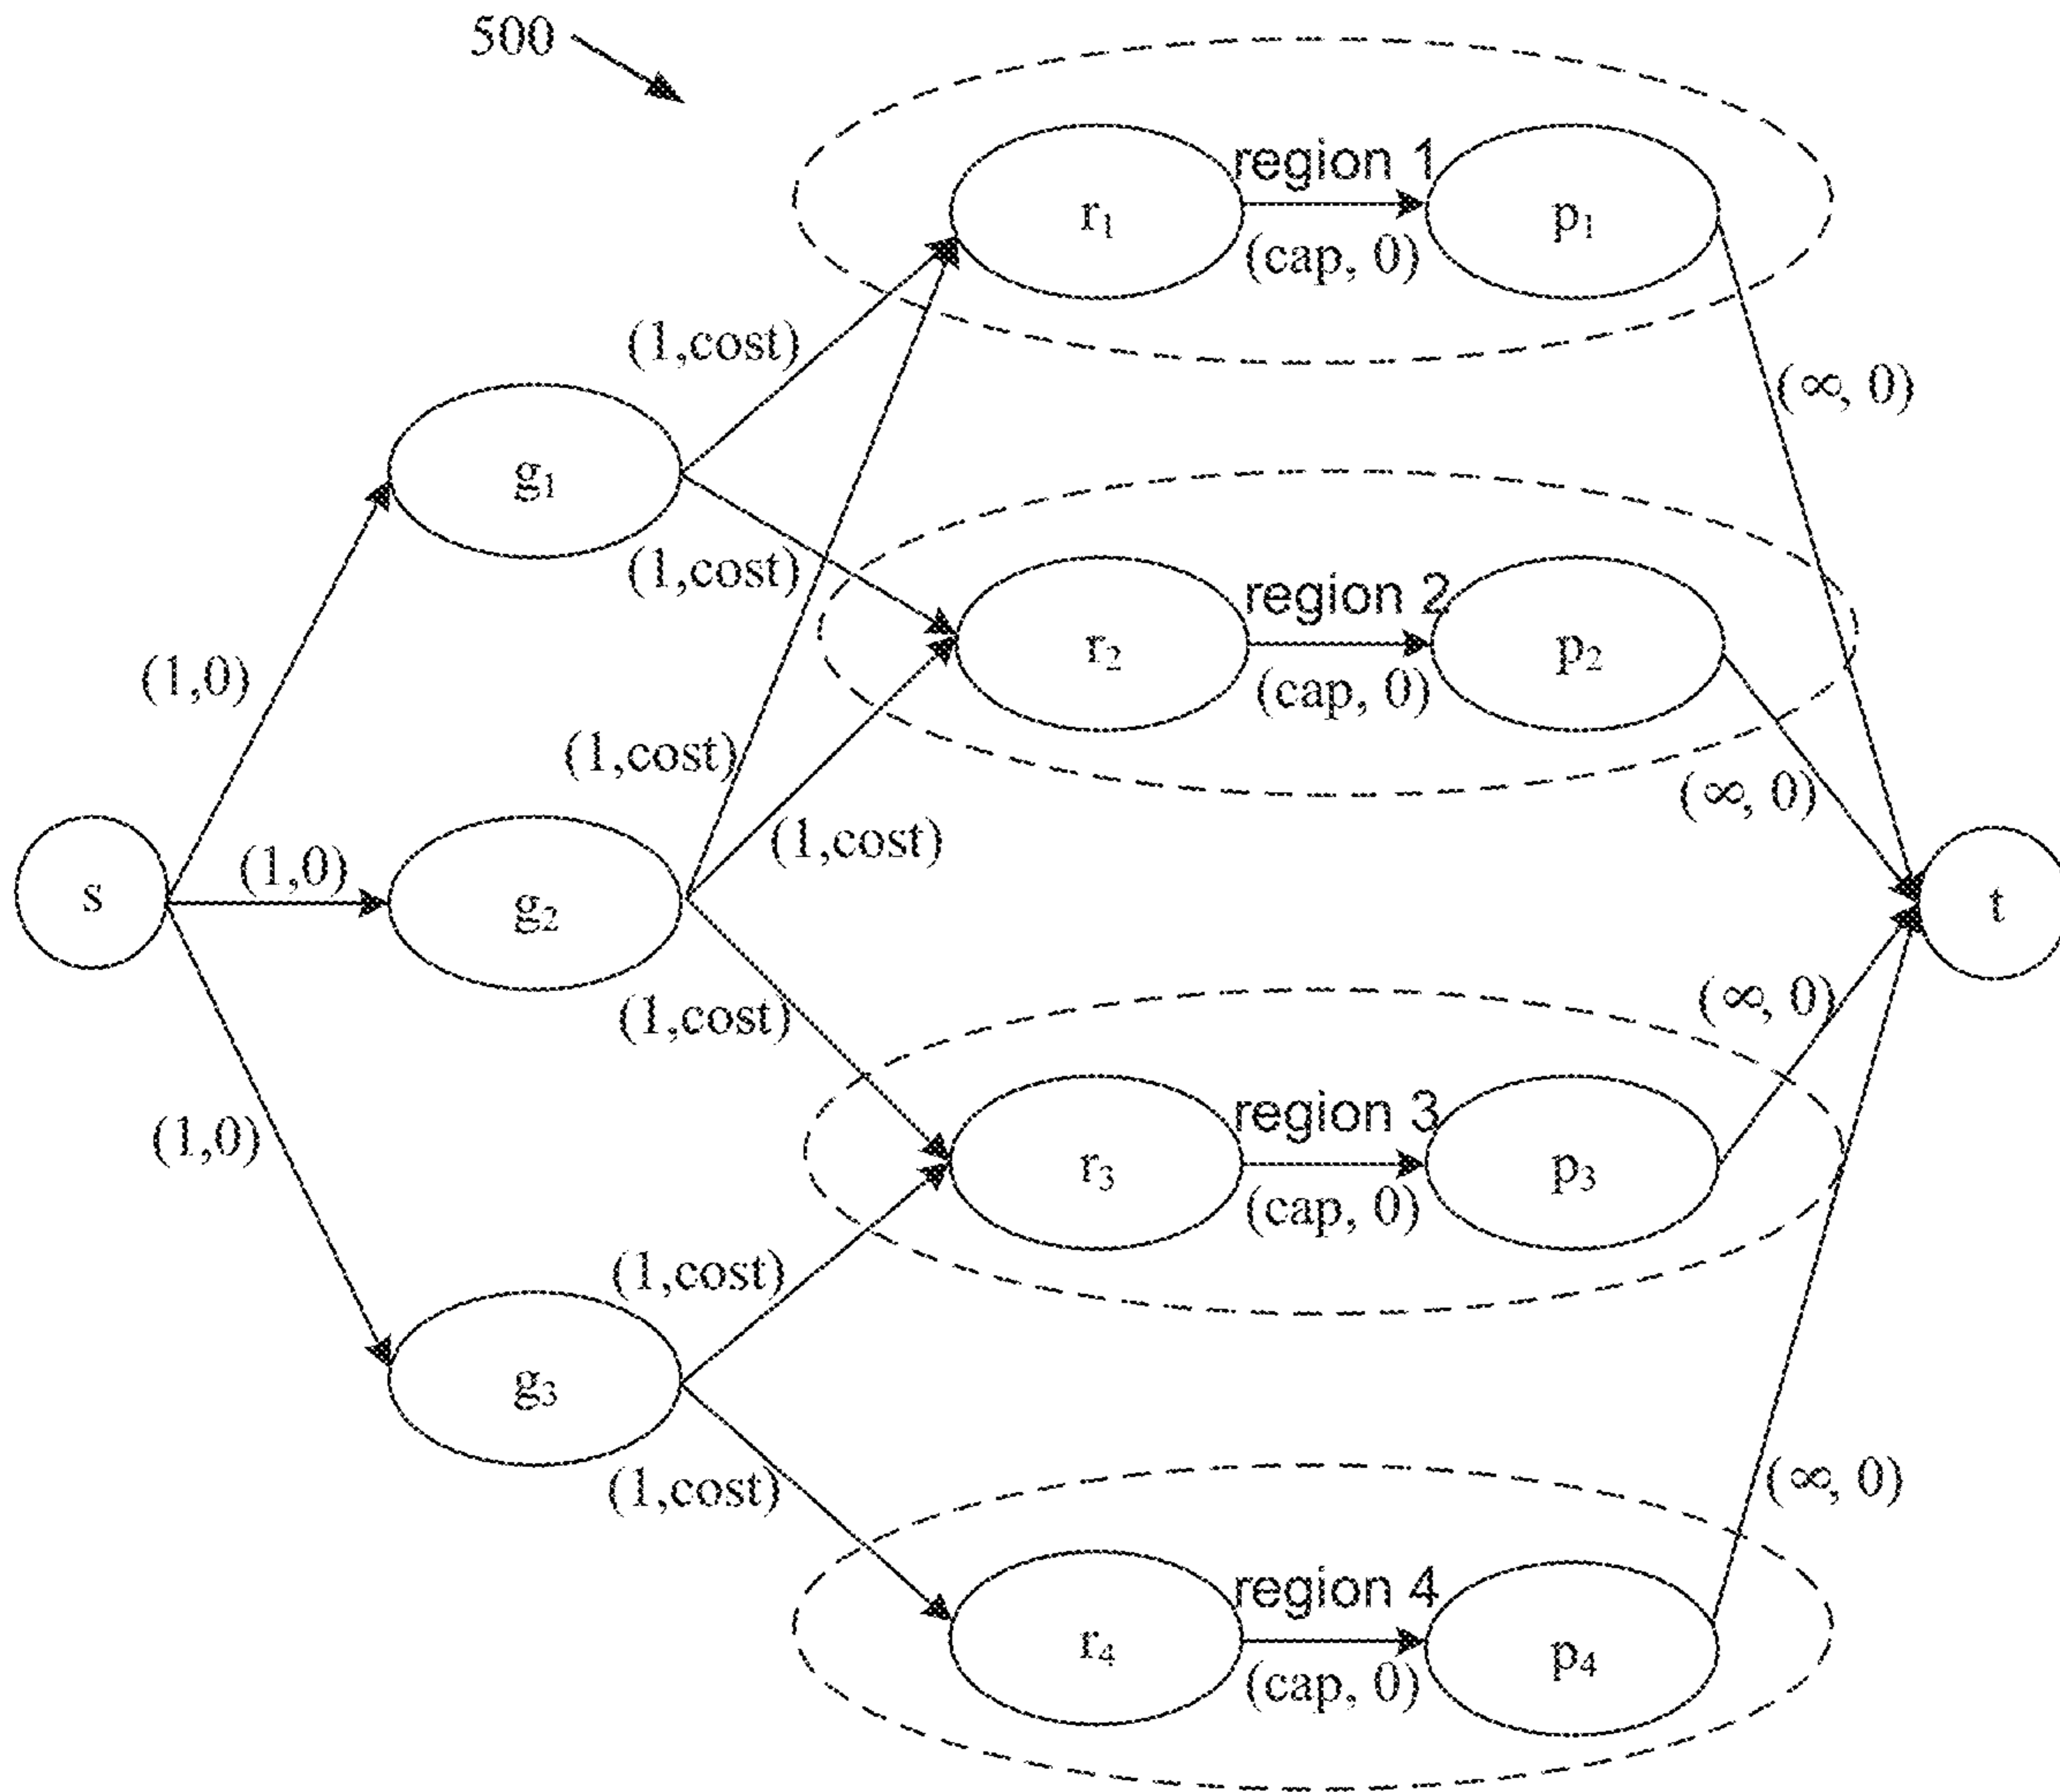 500
region 1
r₁
p₁
(cap, 0)
(1,cost)
(∞, 0)
g₁
(1,cost)
region 2
r₂
p₂
(cap, 0)
(1,0)
(1,cost)
(∞, 0)
(1,cost)
(1,0)
s
g₂
t
(1,cost)
(∞, 0)
region 3
r₃
p₃
(cap, 0)
(1,0)
(1,cost)
g₃
(1,cost)
(∞, 0)
region 4
r₄
p₄
(cap, 0)